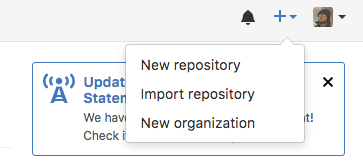 New repository
Import repository
New organization
Updat
Statem
We hav
t!
Check i